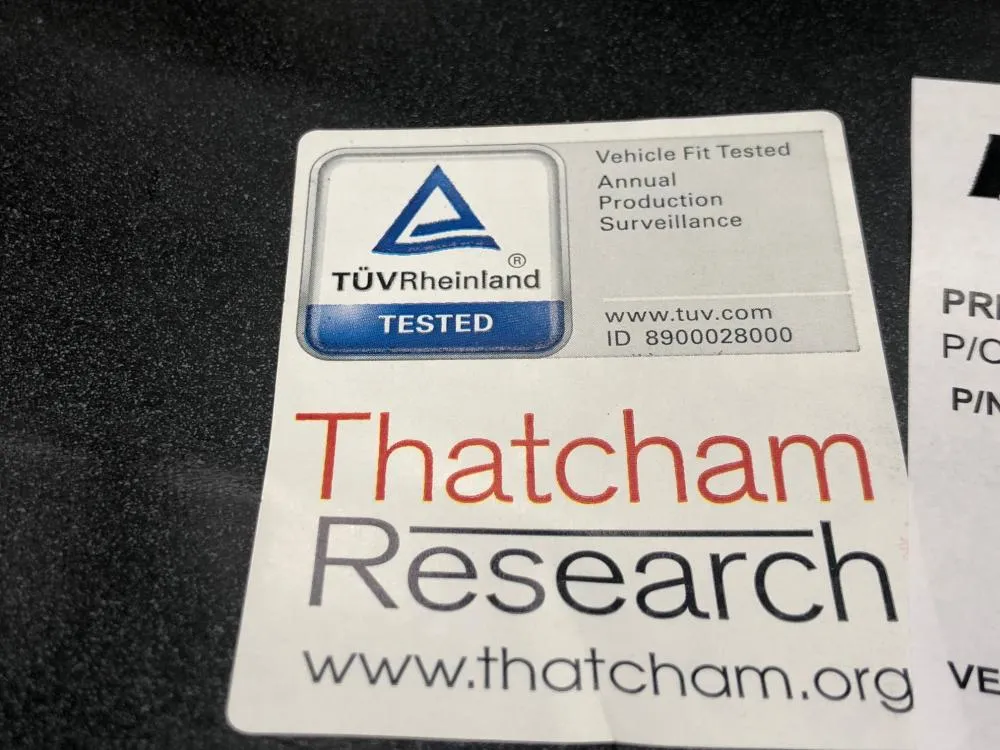 TÜVRheinland
®
TESTED
Vehicle Fit Tested
Annual
Production
Surveillance
www.tuv.com
ID 8900028000
Thatcham
Research
www.thatcham.org
P/N